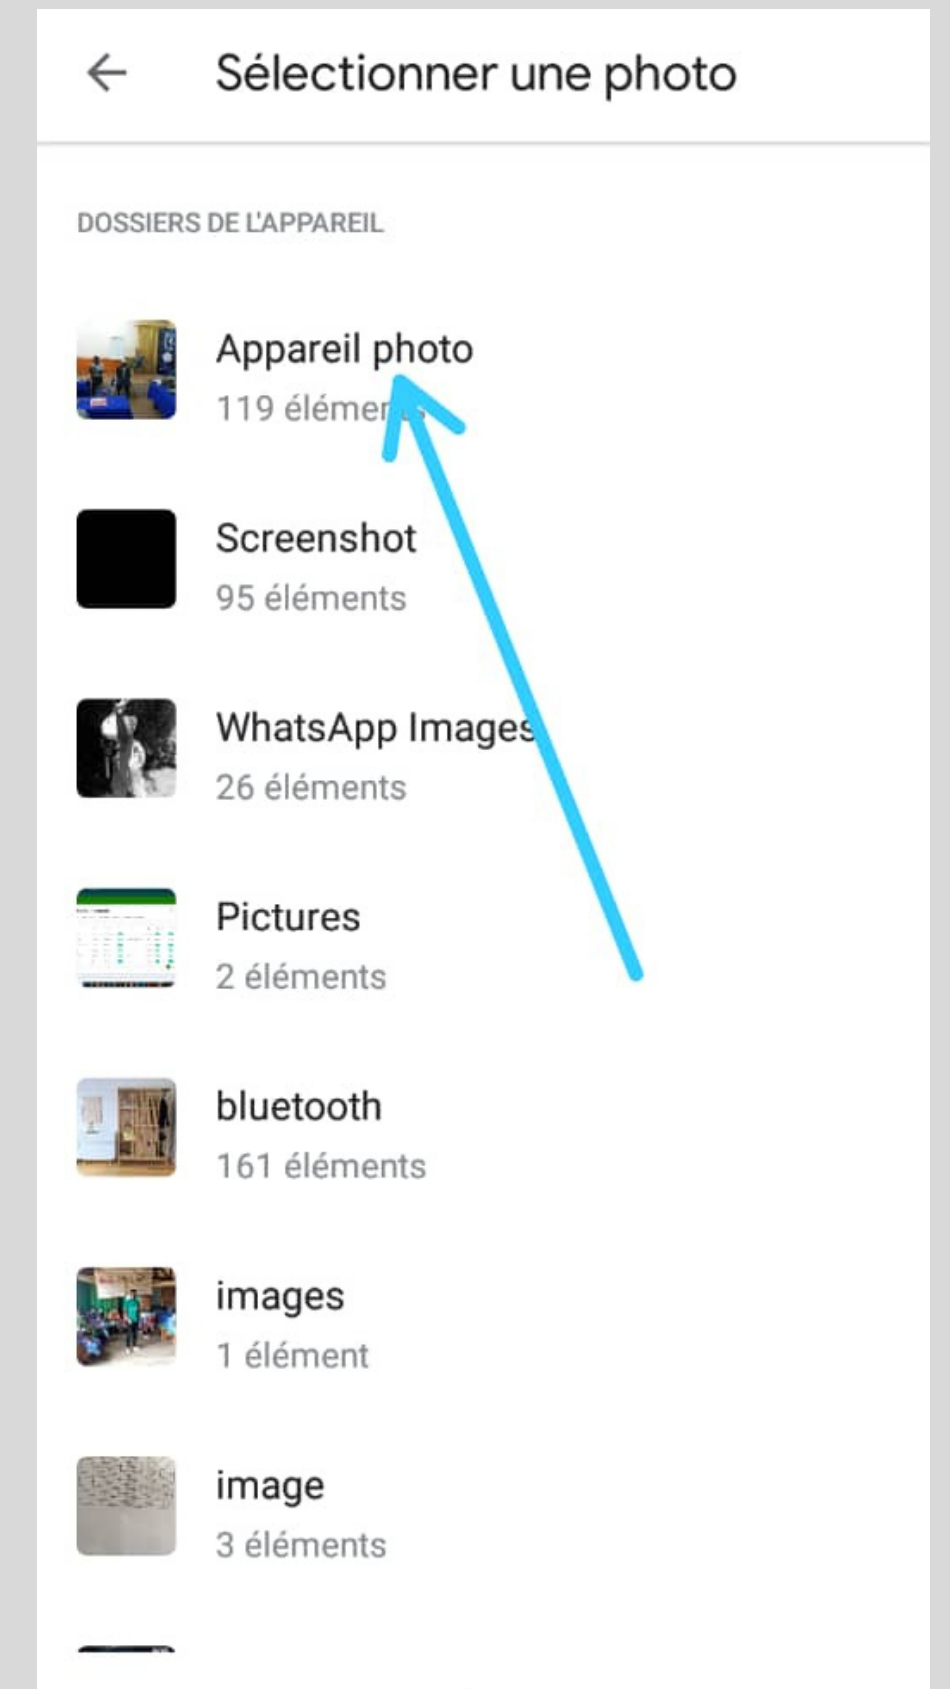 Sélectionner une photo
DOSSIERS DE L'APPAREIL
Appareil photo
119 éléments
Screenshot
95 éléments
WhatsApp Images
26 éléments
Pictures
2 éléments
bluetooth
161 éléments
images
1 élément
image
3 éléments